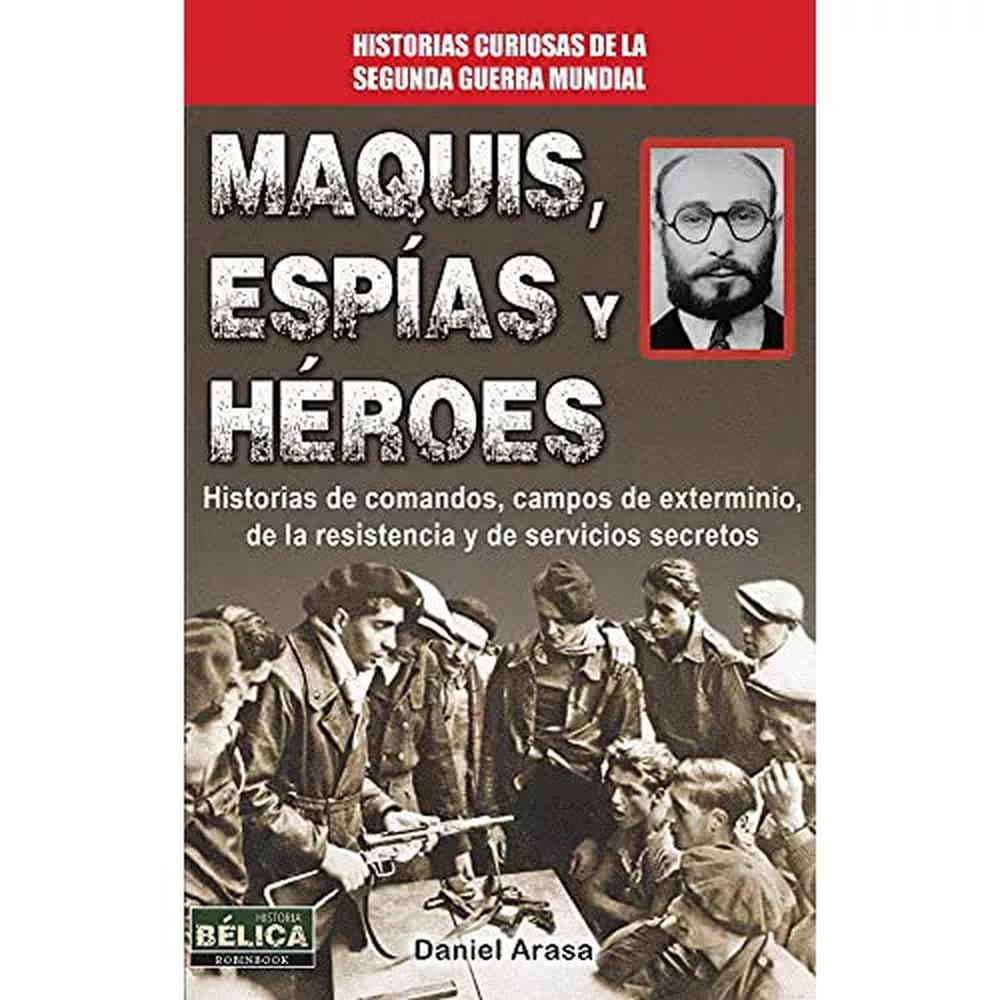 HISTORIAS CURIOSAS DE LA
SEGUNDA GUERRA MUNDIAL
MAQUIS,
ESPÍAS Y
HÉROES
Historias de comandos, campos de exterminio,
de la resistencia y de servicios secretos
HISTORIA
BÉLICA
ROBINBOOK
Daniel Arasa